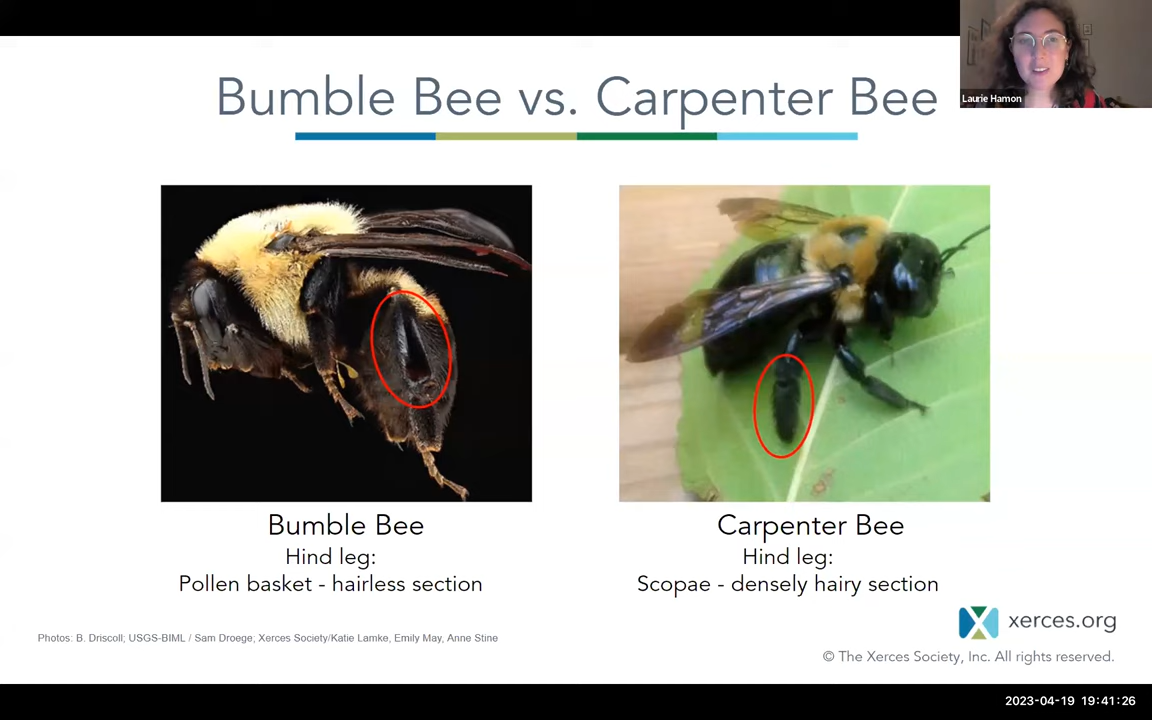 Bumble Bee vs. Carpenter Bee
Laurie Hamon
Bumble Bee
Hind leg:
Pollen basket - hairless section
Carpenter Bee
Hind leg:
Scopae - densely hairy section
Photos: B. Driscoll; USGS-BIML / Sam Droege; Xerces Society/Katie Lamke, Emily May, Anne Stine
xerces.org
© The Xerces Society, Inc. All rights reserved.
2023-04-19 19:41:26